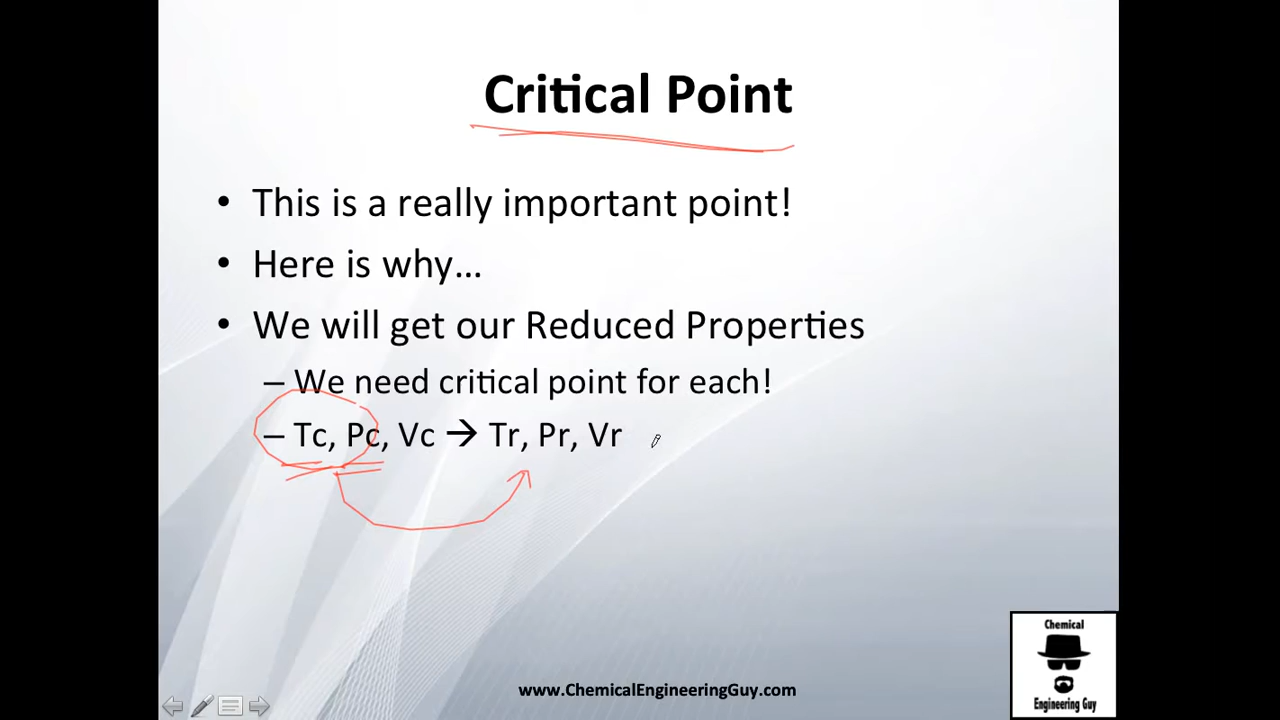 Critical Point
• This is a really important point!
• Here is why…
• We will get our Reduced Properties
– We need critical point for each!
– Tc, Pc, Vc → Tr, Pr, Vr
www.ChemicalEngineeringGuy.com
Chemical
Engineering Guy